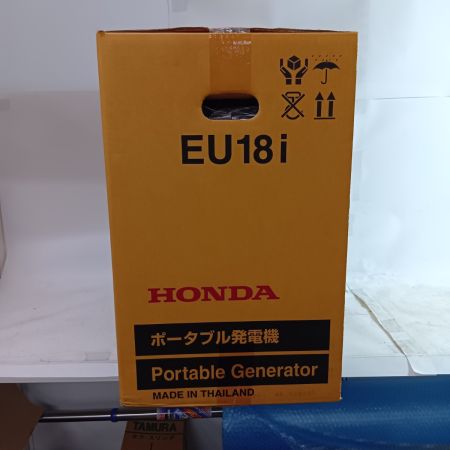 EU18i
HONDA
ポータブル発電機
Portable Generator
MADE IN THAILAND
TAMURA